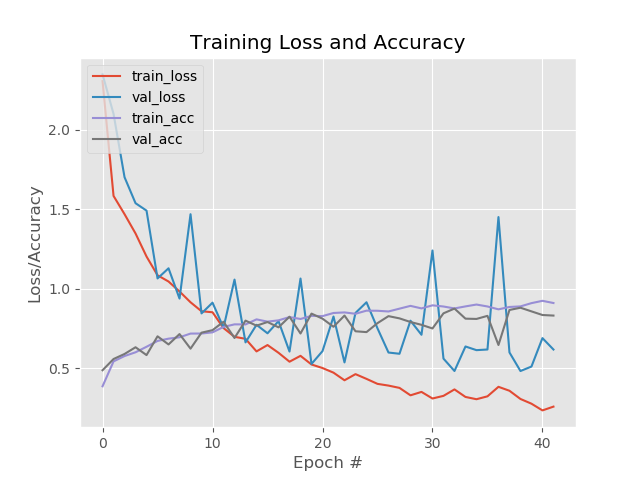 Training Loss and Accuracy
train_loss
val_loss
train_acc
val_acc
Loss/Accuracy
2.0
1.5
1.0
0.5
0 10 20 30 40
Epoch #